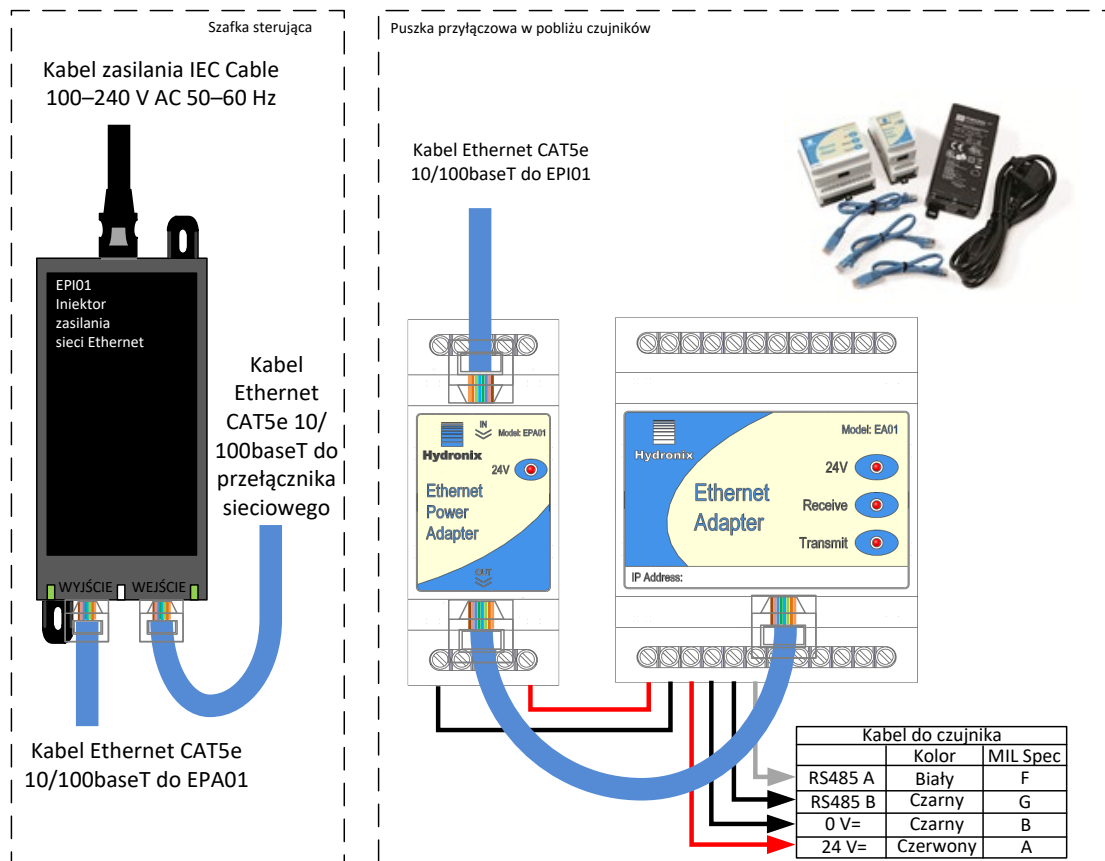 Szafka sterująca
Kabel zasilania IEC Cable
100–240 V AC 50–60 Hz
EPI01
Iniektor
zasilania
sieci Ethernet
Kabel
Ethernet
CAT5e 10/
100baseT do
przełącznika
sieciowego
WYJŚCIE
WEJŚCIE
Kabel Ethernet CAT5e
10/100baseT do EPA01
Puszka przyłączowa w pobliżu czujników
Kabel Ethernet CAT5e
10/100baseT do EPI01
IN
Model: EPA01
Hydronix
24V
Ethernet
Power
Adapter
OUT
Model: EA01
Hydronix
24V
Ethernet
Adapter
Receive
Transmit
IP Address:
Kabel do czujnika
Kolor MIL Spec
RS485 A Biały F
RS485 B Czarny G
0 V= Czarny B
24 V= Czerwony A